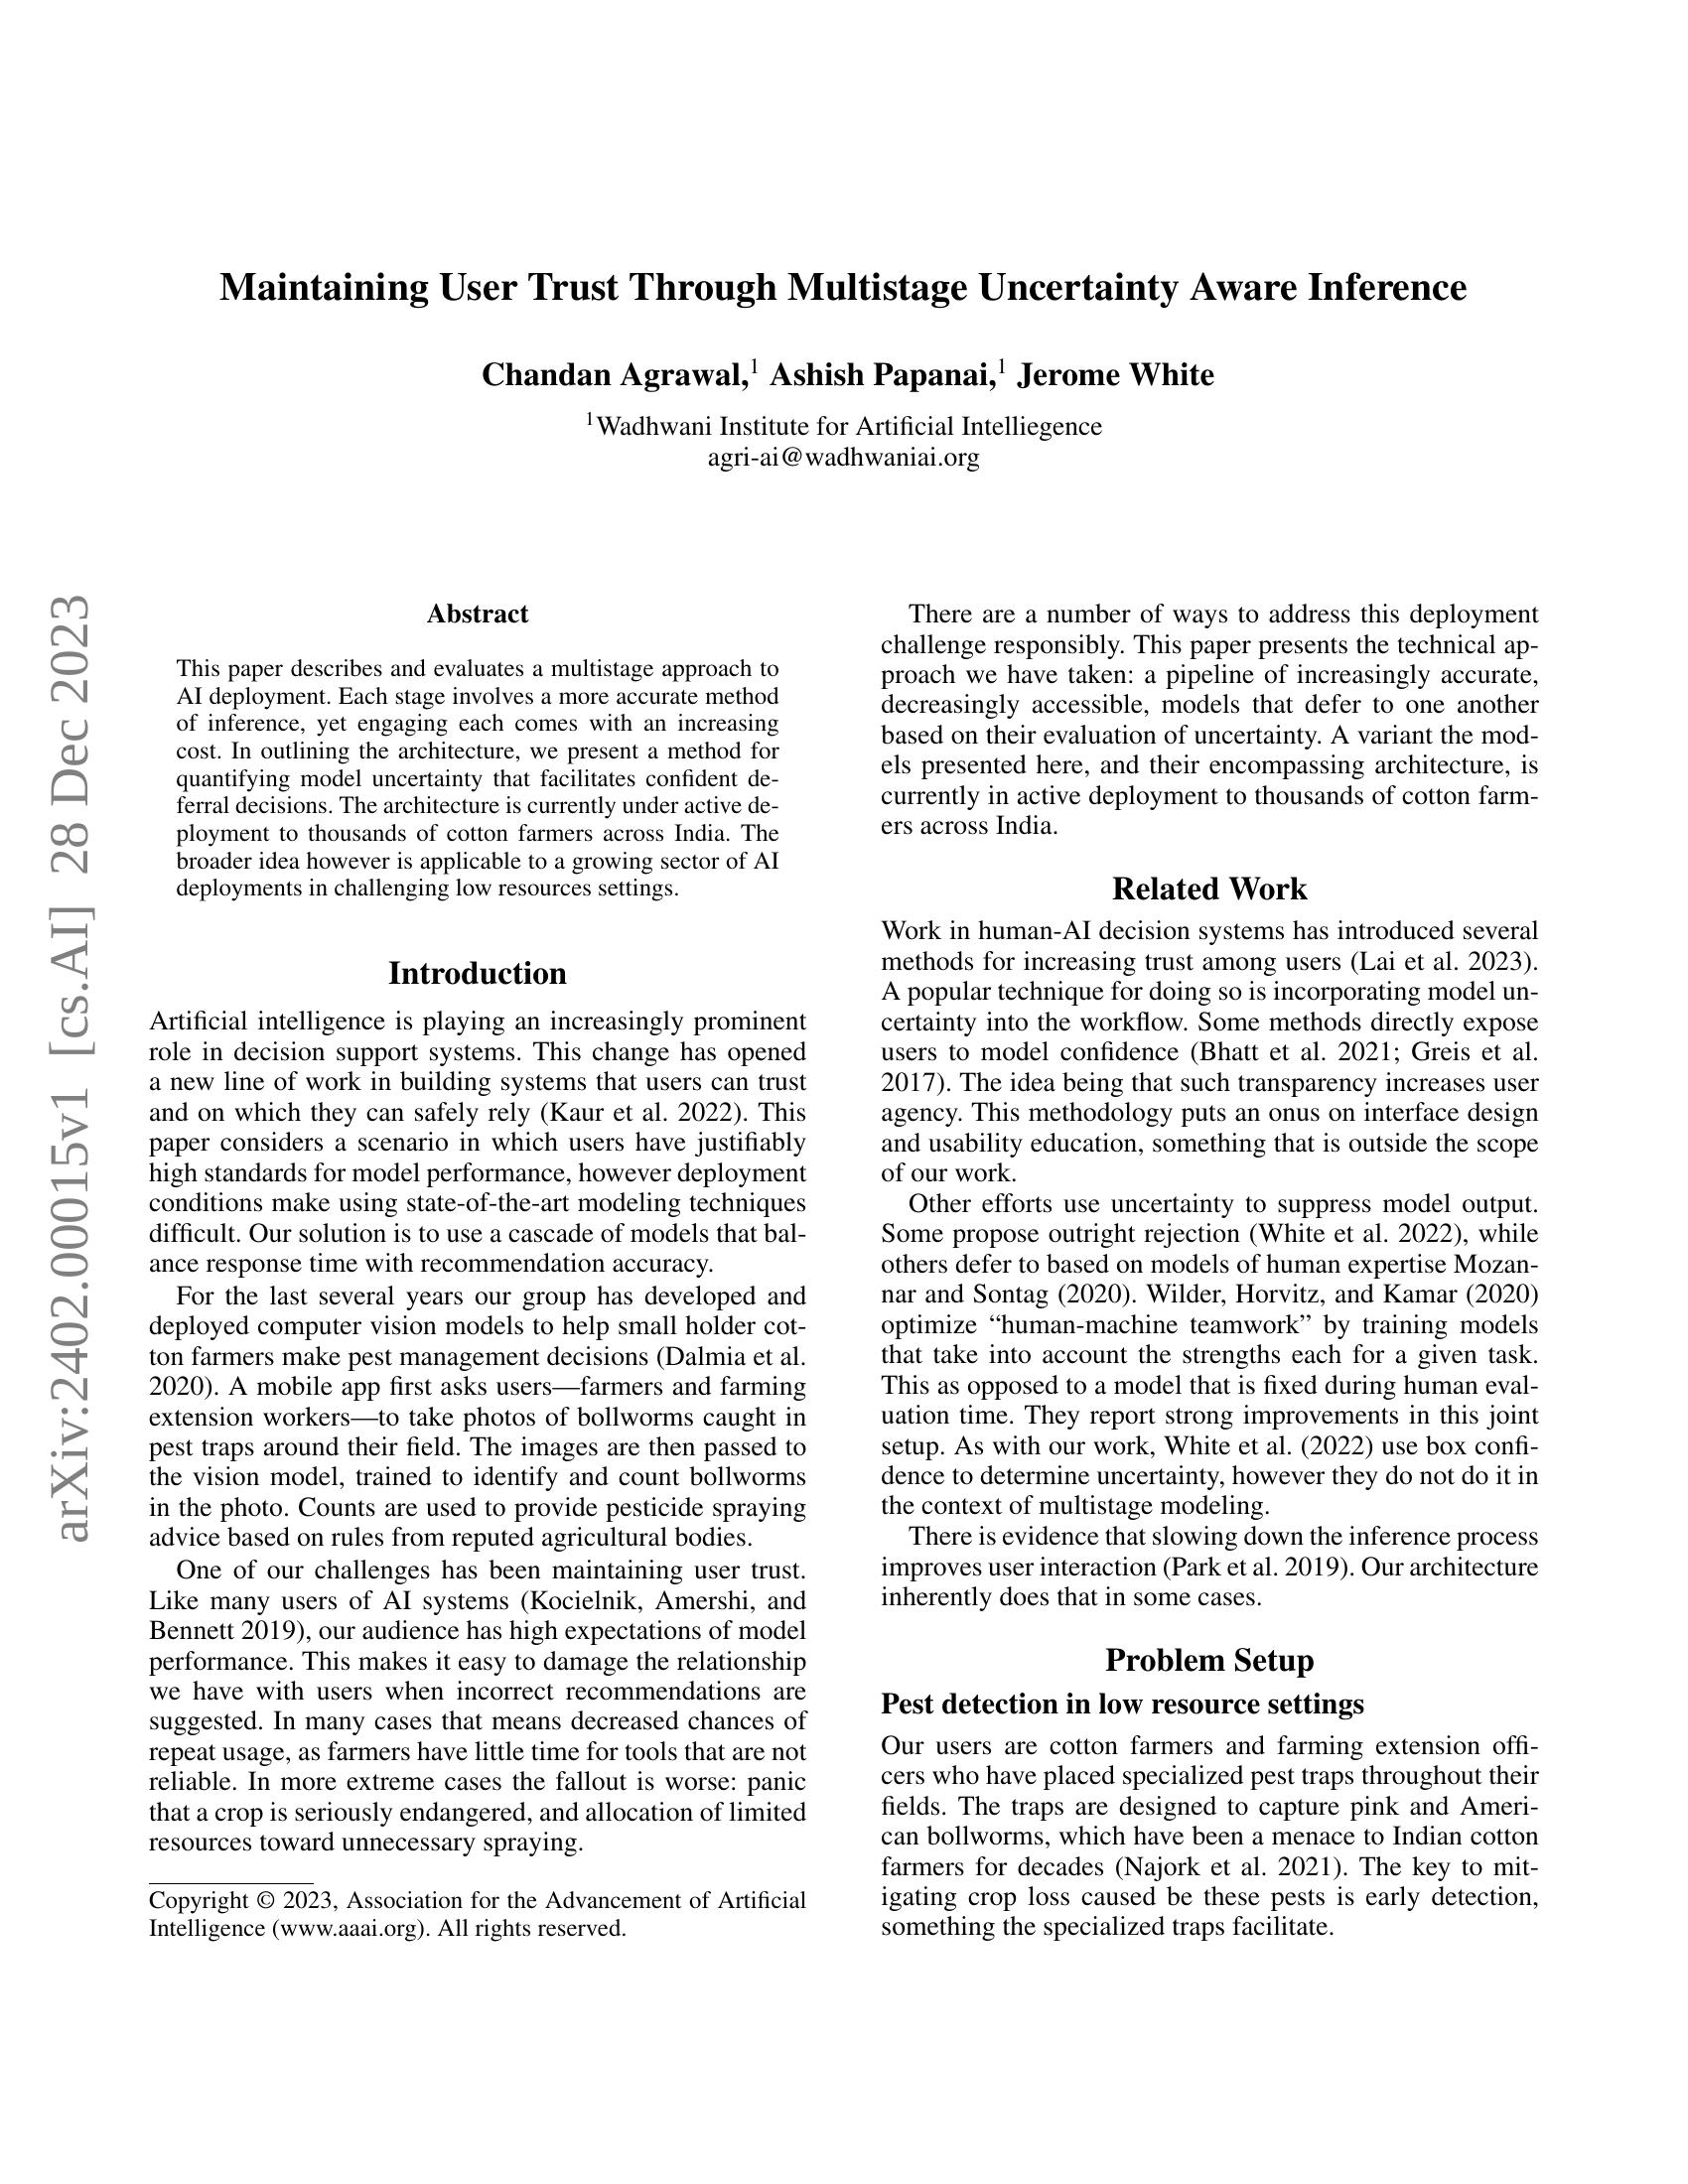 Maintaining User Trust Through Multistage Uncertainty Aware Inference
Chandan Agrawal,1 Ashish Papanai,1 Jerome White
1Wadhwani Institute for Artificial Intelliegence
agri-ai@wadhwaniai.org
arXiv:2402.00015v1 [cs.AI] 28 Dec 2023
Abstract
This paper describes and evaluates a multistage approach to
AI deployment. Each stage involves a more accurate method
of inference, yet engaging each comes with an increasing
cost. In outlining the architecture, we present a method for
quantifying model uncertainty that facilitates confident de-
ferral decisions. The architecture is currently under active de-
ployment to thousands of cotton farmers across India. The
broader idea however is applicable to a growing sector of AI
deployments in challenging low resources settings.
Introduction
Artificial intelligence is playing an increasingly prominent
role in decision support systems. This change has opened
a new line of work in building systems that users can trust
and on which they can safely rely (Kaur et al. 2022). This
paper considers a scenario in which users have justifiably
high standards for model performance, however deployment
conditions make using state-of-the-art modeling techniques
difficult. Our solution is to use a cascade of models that bal-
ance response time with recommendation accuracy.
For the last several years our group has developed and
deployed computer vision models to help small holder cot-
ton farmers make pest management decisions (Dalmia et al.
2020). A mobile app first asks users—farmers and farming
extension workers—to take photos of bollworms caught in
pest traps around their field. The images are then passed to
the vision model, trained to identify and count bollworms
in the photo. Counts are used to provide pesticide spraying
advice based on rules from reputed agricultural bodies.
One of our challenges has been maintaining user trust.
Like many users of AI systems (Kocielnik, Amershi, and
Bennett 2019), our audience has high expectations of model
performance. This makes it easy to damage the relationship
we have with users when incorrect recommendations are
suggested. In many cases that means decreased chances of
repeat usage, as farmers have little time for tools that are not
reliable. In more extreme cases the fallout is worse: panic
that a crop is seriously endangered, and allocation of limited
resources toward unnecessary spraying.
Copyright © 2023, Association for the Advancement of Artificial
Intelligence (www.aaai.org). All rights reserved.
There are a number of ways to address this deployment
challenge responsibly. This paper presents the technical ap-
proach we have taken: a pipeline of increasingly accurate,
decreasingly accessible, models that defer to one another
based on their evaluation of uncertainty. A variant the mod-
els presented here, and their encompassing architecture, is
currently in active deployment to thousands of cotton farm-
ers across India.
Related Work
Work in human-AI decision systems has introduced several
methods for increasing trust among users (Lai et al. 2023).
A popular technique for doing so is incorporating model un-
certainty into the workflow. Some methods directly expose
users to model confidence (Bhatt et al. 2021; Greis et al.
2017). The idea being that such transparency increases user
agency. This methodology puts an onus on interface design
and usability education, something that is outside the scope
of our work.
Other efforts use uncertainty to suppress model output.
Some propose outright rejection (White et al. 2022), while
others defer to based on models of human expertise Mozan-
nar and Sontag (2020). Wilder, Horvitz, and Kamar (2020)
optimize “human-machine teamwork” by training models
that take into account the strengths each for a given task.
This as opposed to a model that is fixed during human eval-
uation time. They report strong improvements in this joint
setup. As with our work, White et al. (2022) use box confi-
dence to determine uncertainty, however they do not do it in
the context of multistage modeling.
There is evidence that slowing down the inference process
improves user interaction (Park et al. 2019). Our architecture
inherently does that in some cases.
Problem Setup
Pest detection in low resource settings
Our users are cotton farmers and farming extension offi-
cers who have placed specialized pest traps throughout their
fields. The traps are designed to capture pink and Ameri-
can bollworms, which have been a menace to Indian cotton
farmers for decades (Najork et al. 2021). The key to mit-
igating crop loss caused be these pests is early detection,
something the specialized traps facilitate.